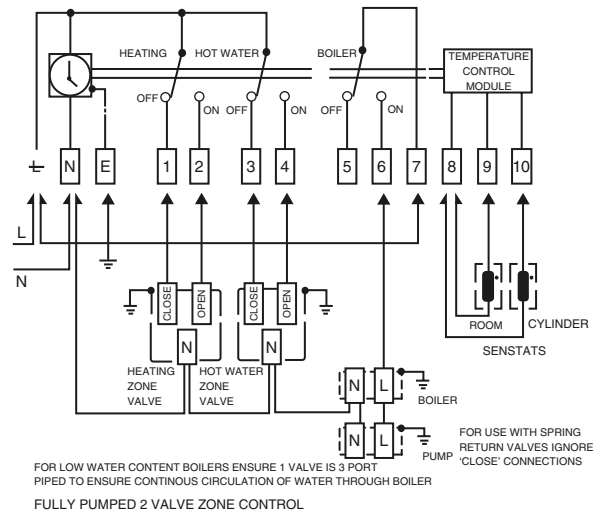 HEATING
HOT WATER
BOILER
TEMPERATURE
CONTROL
MODULE
OFF
ON
OFF
ON
OFF
ON
L
N
E
1
2
3
4
5
6
7
8
9
10
L
N
CLOSE
OPEN
CLOSE
OPEN
N
N
ROOM
CYLINDER
SENSTATS
HEATING
ZONE
VALVE
HOT WATER
ZONE
VALVE
N
L
BOILER
N
L
PUMP
FOR USE WITH SPRING
RETURN VALVES IGNORE
'CLOSE' CONNECTIONS
FOR LOW WATER CONTENT BOILERS ENSURE 1 VALVE IS 3 PORT
PIPED TO ENSURE CONTINOUS CIRCULATION OF WATER THROUGH BOILER
FULLY PUMPED 2 VALVE ZONE CONTROL